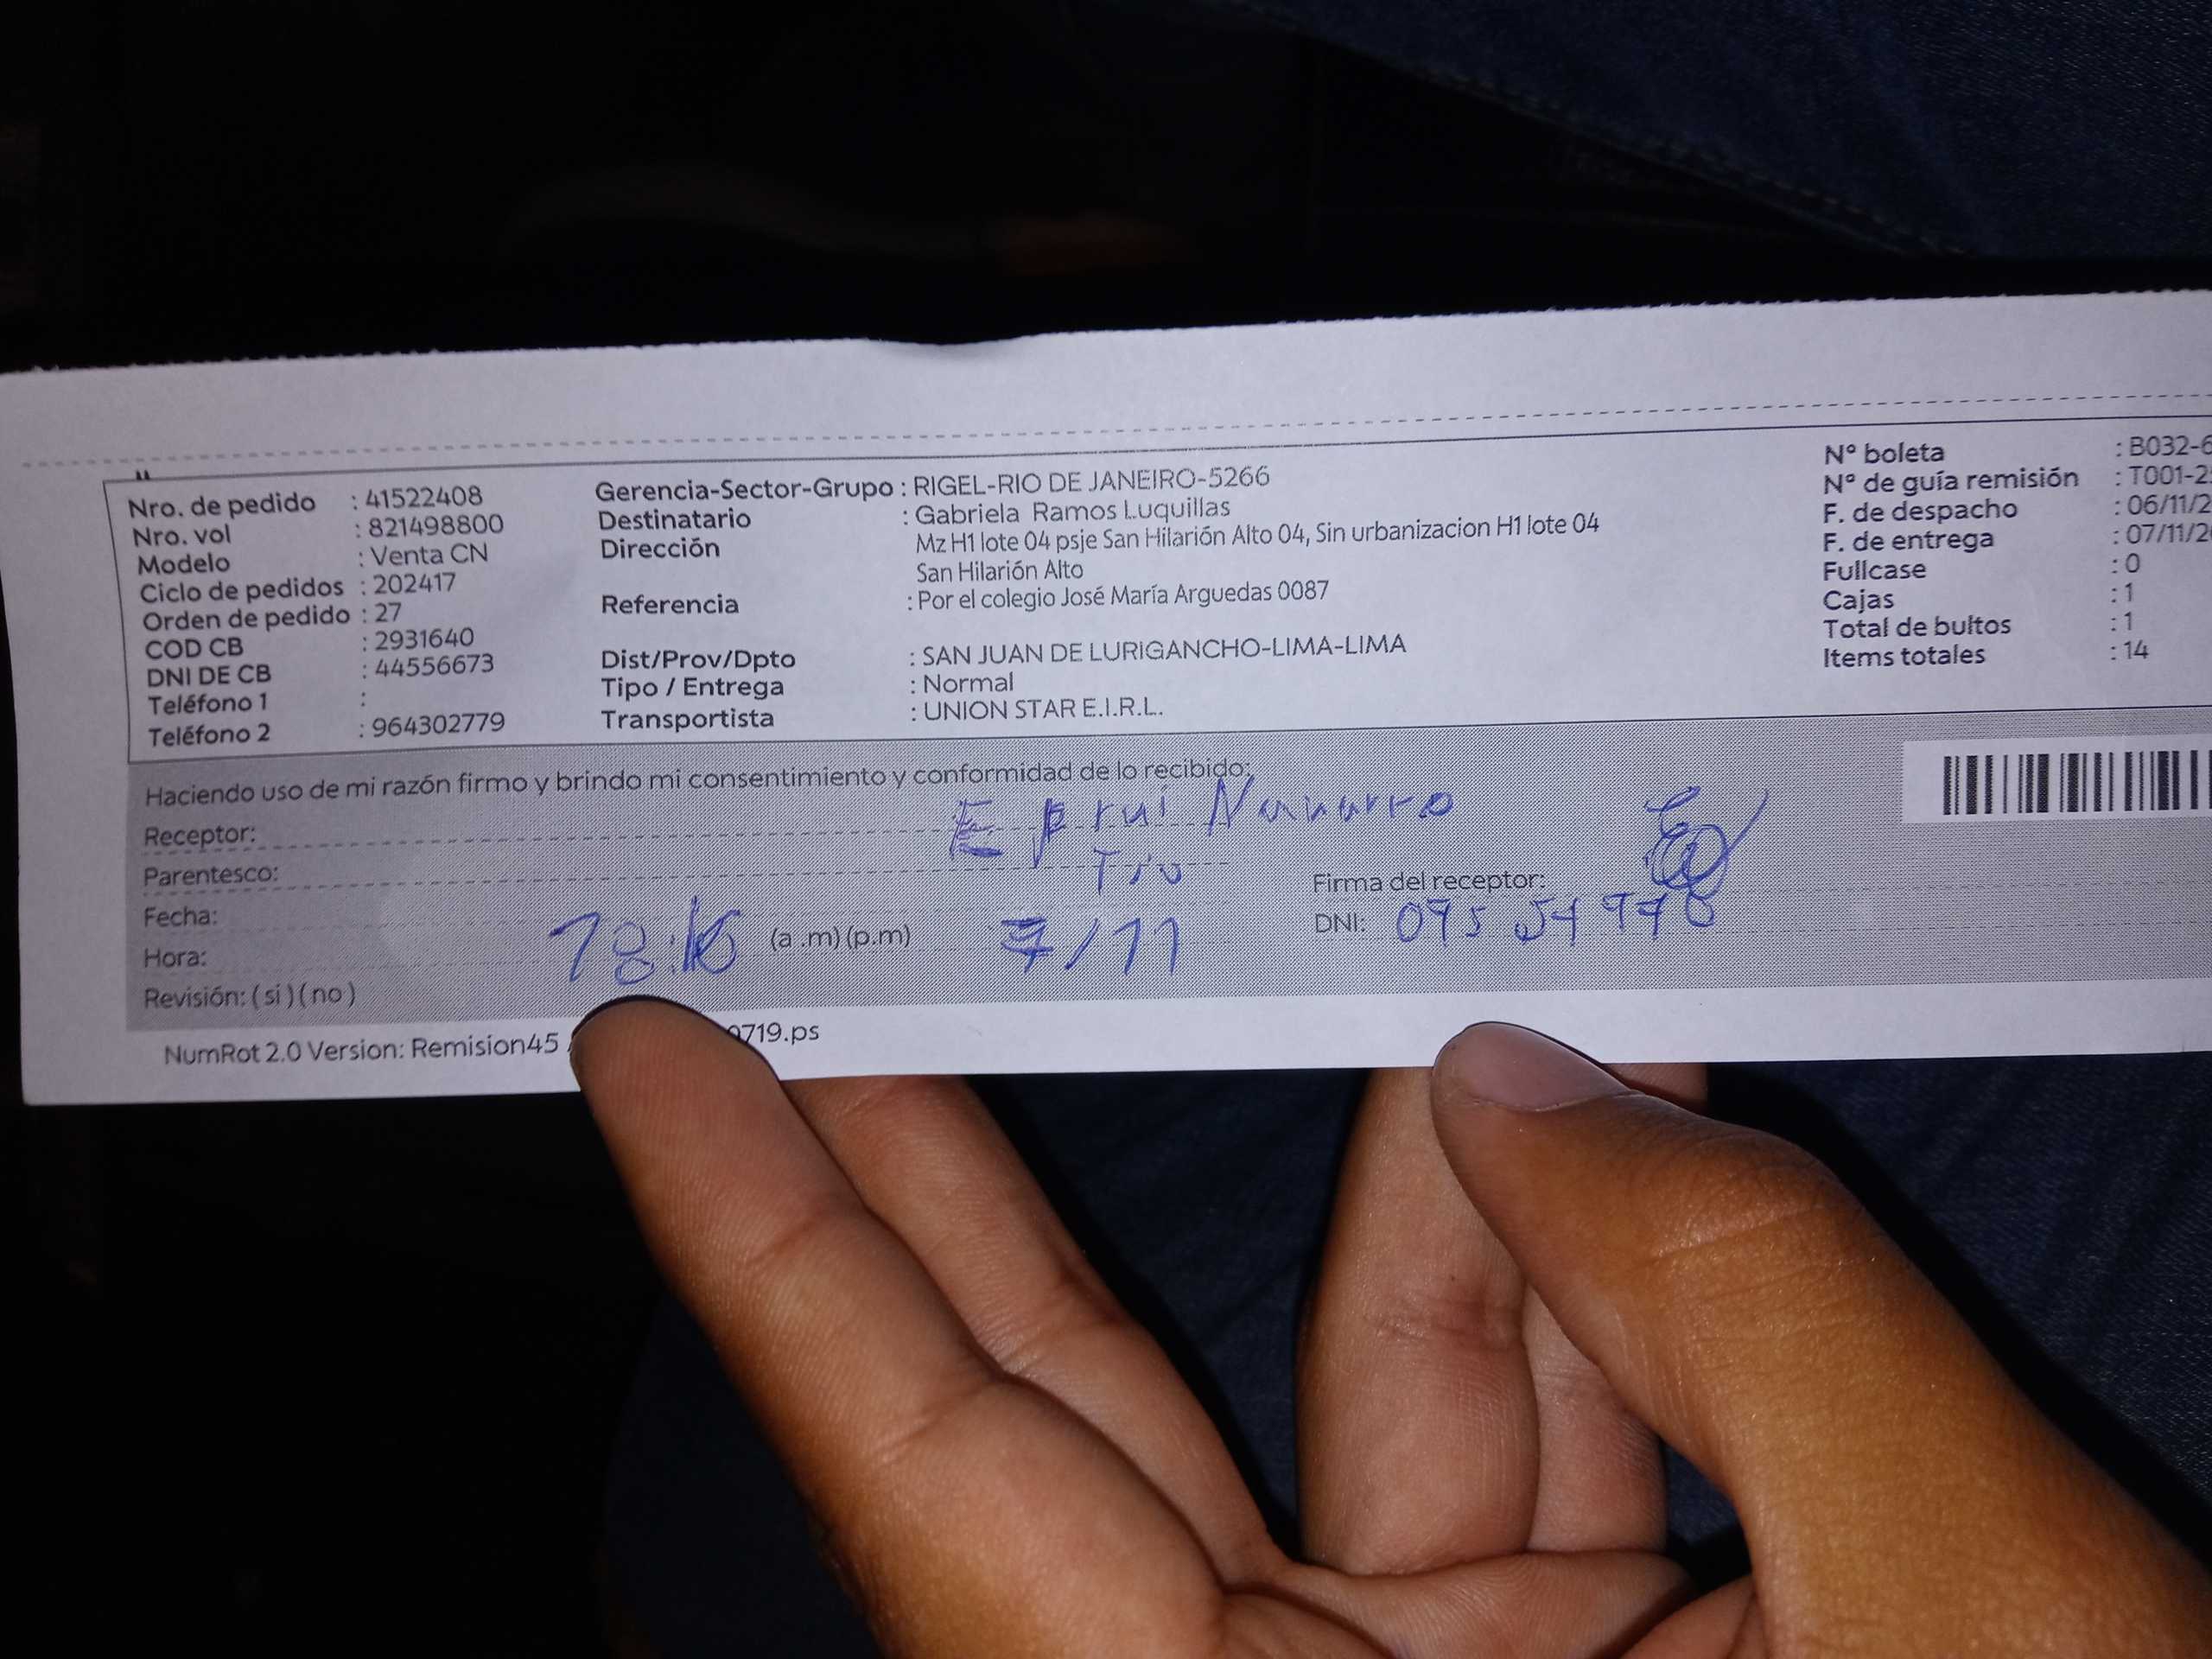 Nro. de pedido : 41522408
Nro. vol : 821498800
Modelo : Venta CN
Ciclo de pedidos : 202417
Orden de pedido : 27
COD CB : 2931640
DNI DE CB : 44556673
Teléfono 1 :
Teléfono 2 : 964302779
Gerencia-Sector-Grupo : RIGEL-RIO DE JANEIRO-5266
Destinatario : Gabriela Ramos Luquillas
Dirección Mz H1 lote 04 psje San Hilarión Alto 04, Sin urbanizacion H1 lote 04
San Hilarión Alto
Referencia : Por el colegio José María Arguedas 0087
Dist/Prov/Dpto : SAN JUAN DE LURIGANCHO-LIMA-LIMA
Tipo / Entrega : Normal
Transportista : UNION STAR E.I.R.L.
N° boleta : B032-6
N° de guía remisión : T001-2
F. de despacho : 06/11/2
F. de entrega : 07/11/2
Fullcase : 0
Cajas : 1
Total de bultos : 1
Items totales : 14
Haciendo uso de mi razón firmo y brindo mi consentimiento y conformidad de lo recibido:
Receptor: Navarro
Parentesco:
Fecha: 7/11
Hora: (a .m) (p.m)
Revisión: ( si ) ( no )
Firma del receptor:
DNI:
NumRot 2.0 Version: Remision45 0719.ps